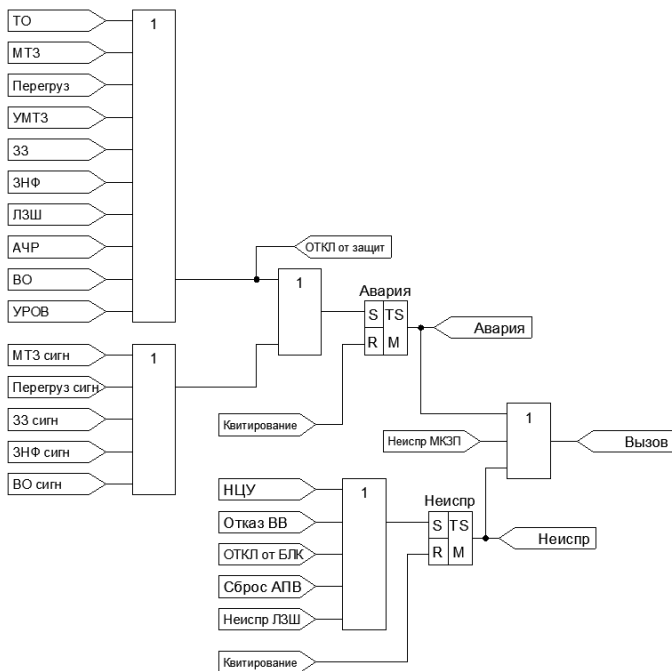 ТО
1
МТЗ
Перегруз
УМТЗ
ЗЗ
ЗНФ
ЛЗШ
АЧР
ВО
УРОВ
ОТКЛ от защит
1
Авария
S TS
R M
Авария
МТЗ сигн
1
Перегруз сигн
ЗЗ сигн
ЗНФ сигн
ВО сигн
Квитирование
1
Неиспр МКЗП
Вызов
НЦУ
1
Отказ ВВ
ОТКЛ от БЛК
Сброс АПВ
Неиспр ЛЗШ
Неиспр
S TS
R M
Неиспр
Квитирование